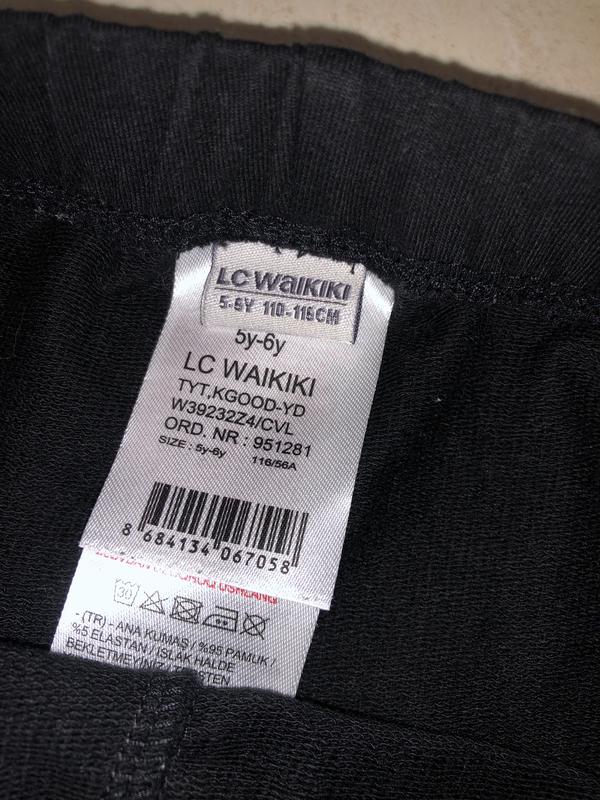 LC WAIKIKI
5-6Y 110-116CM
5y-6y
LC WAIKIKI
TYT,KGOOD-YD
W39232Z4/CVL
ORD. NR : 951281
SIZE : 5y-6y 116/56A
8 684134 067058
30
- (TR) - ANA KUMAS / %95 PAMUK /
%5 ELASTAN / ISLAK HALDE
BEKLETMEYİNİZ /